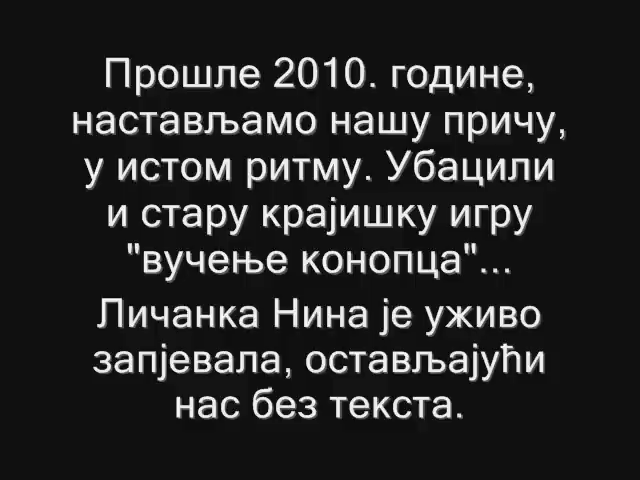 Прошле 2010. године,
настављамо нашу причу,
у истом ритму. Убацили
и стару крајишку игру
"вучење конопца"...
Личанка Нина је уживо
запјевала, остављајући
нас без текста.